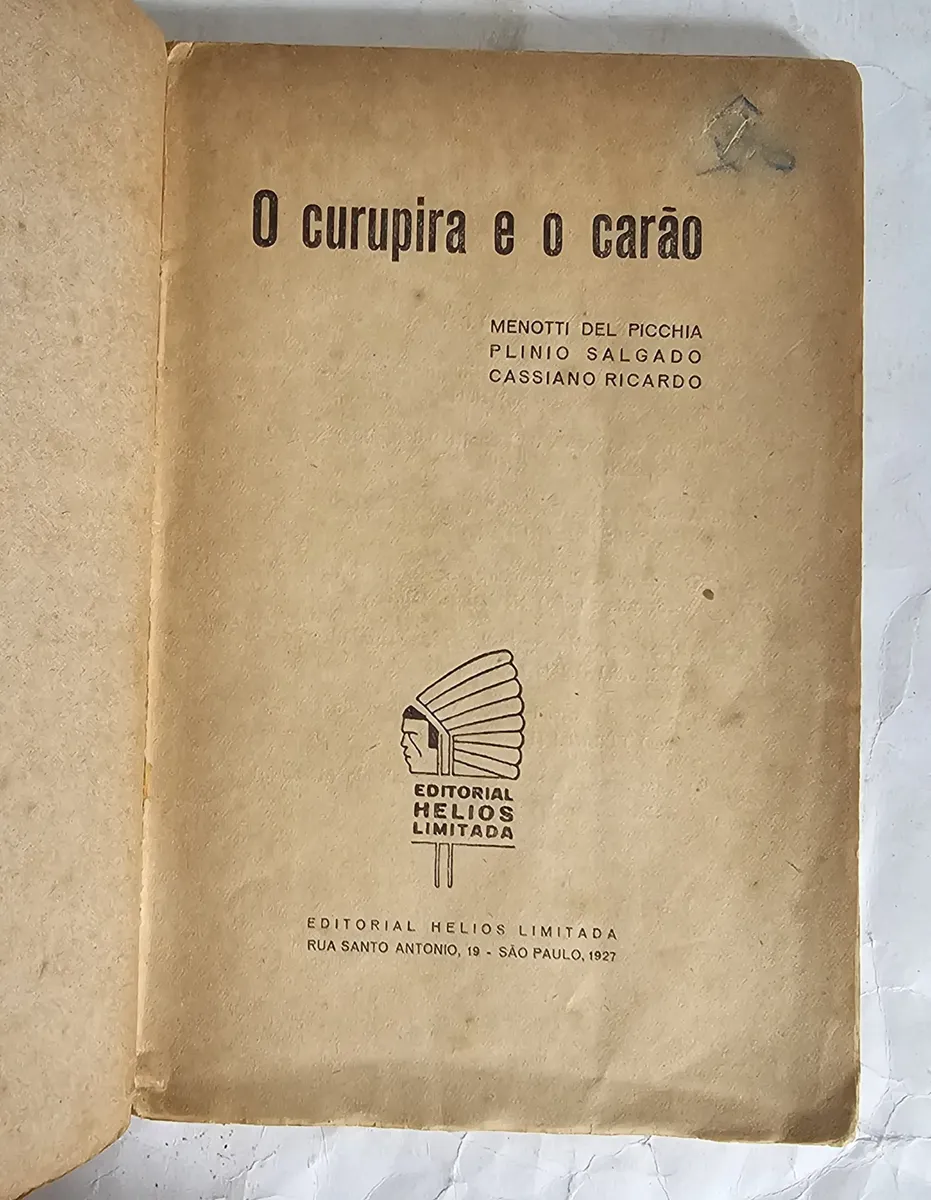 O curupira e o carão
MENOTTI DEL PICCHIA
PLINIO SALGADO
CASSIANO RICARDO
EDITORIAL
HELIOS
LIMITADA
EDITORIAL HELIOS LIMITADA
RUA SANTO ANTONIO, 19 - SÃO PAULO, 1927